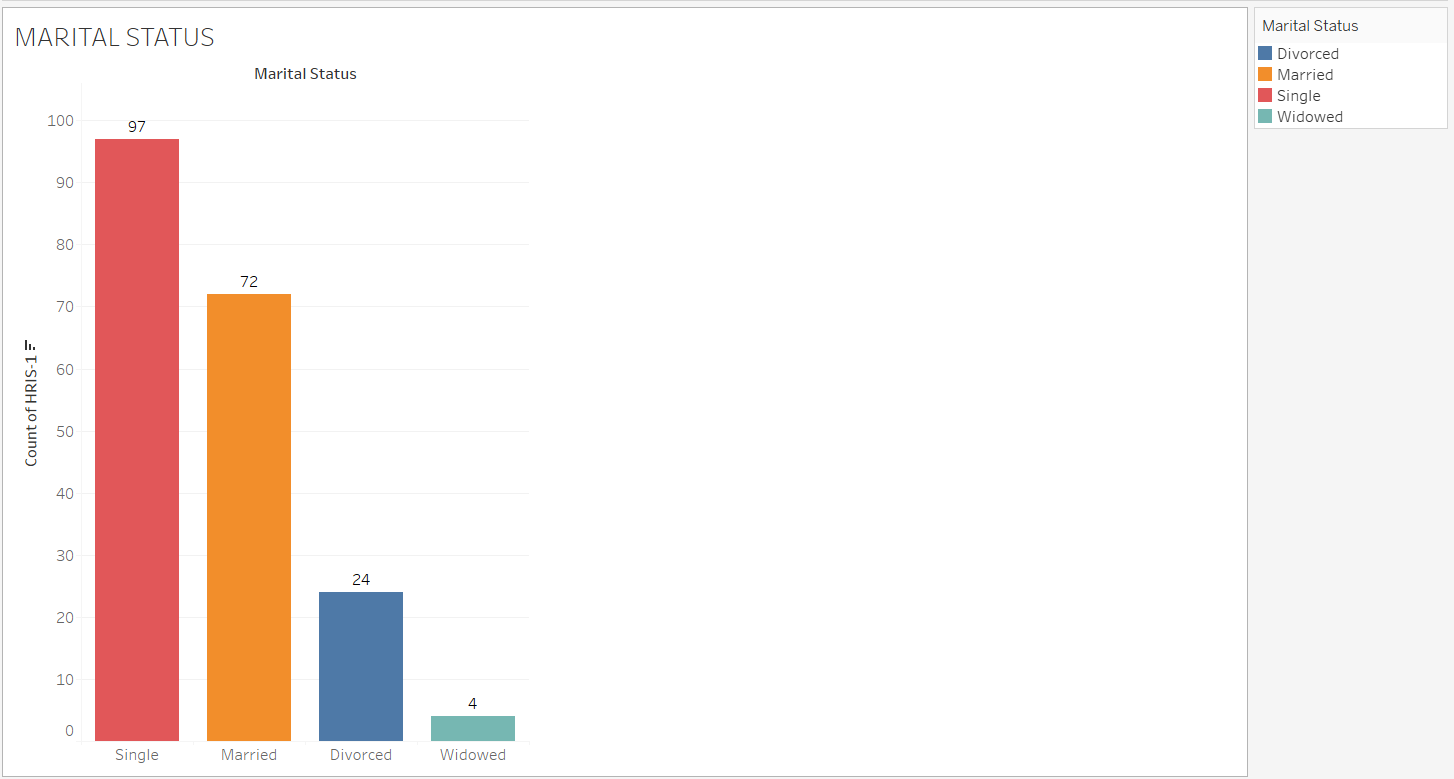 MARITAL STATUS
Marital Status
Count of HRIS-1
100
90
80
70
60
50
40
30
20
10
0
97
72
24
4
Single
Married
Divorced
Widowed
Marital Status
Divorced
Married
Single
Widowed